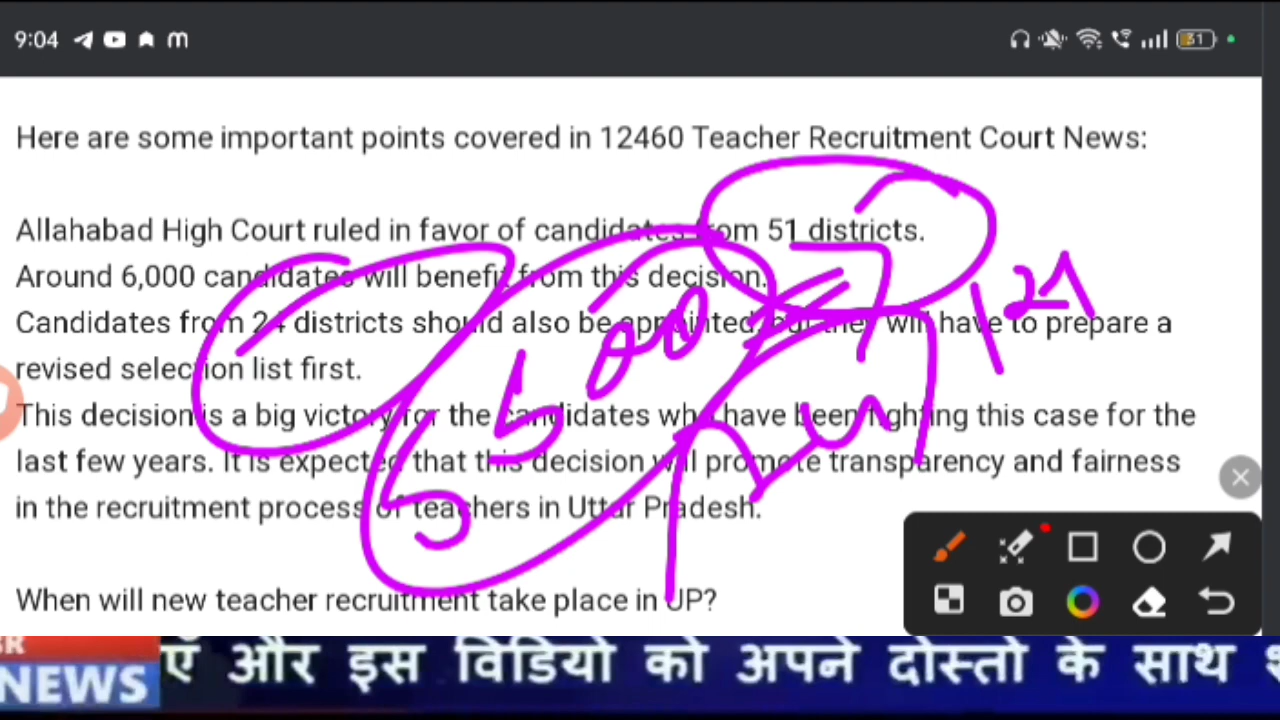 9:04
31
Here are some important points covered in 12460 Teacher Recruitment Court News:
Allahabad High Court ruled in favor of candidates from 51 districts.
Around 6,000 candidates will benefit from this decision.
Candidates from 24 districts should also be appointed, but they will have to prepare a
revised selection list first.
This decision is a big victory for the candidates who have been fighting this case for the
last few years. It is expected that this decision will promote transparency and fairness
in the recruitment process of teachers in Uttar Pradesh.
When will new teacher recruitment take place in UP?
NEWS
एँ और इस विडियो को अपने दोस्तो के साथ